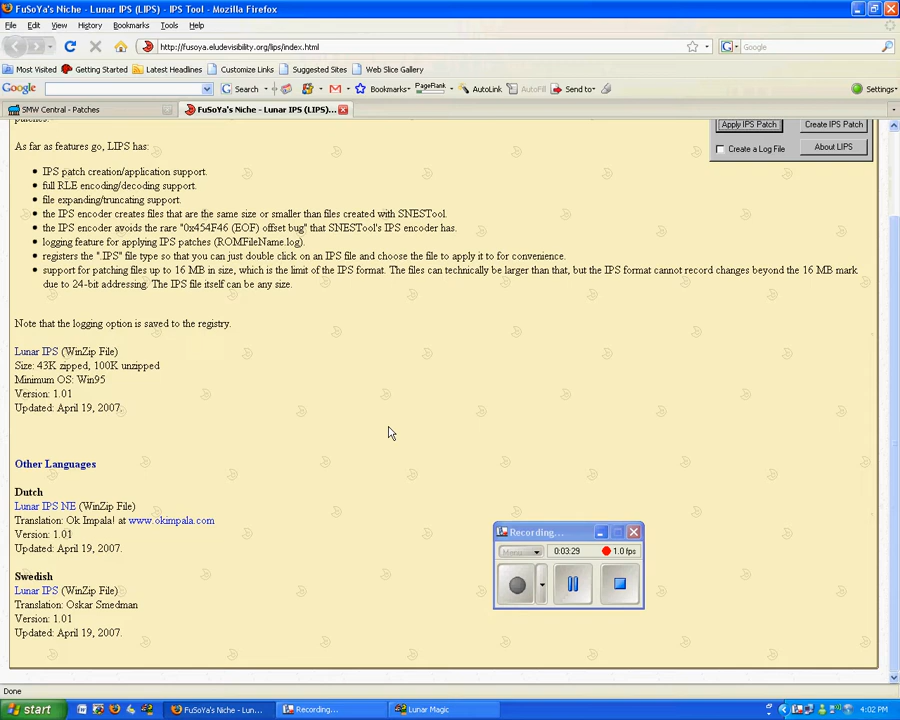 FuSoYa's Niche - Lunar IPS (LIPS) - IPS Tool - Mozilla Firefox
File Edit View History Bookmarks Tools Help
http://fusoya.eludevisibility.org/lips/index.html
Google
Most Visited Getting Started Latest Headlines Customize Links Suggested Sites Web Slice Gallery
Google Search Bookmarks PageRank AutoLink AutoFill Send to Settings
SMW Central - Patches
FuSoYa's Niche - Lunar IPS (LIPS)...
patches.
Apply IPS Patch
Create IPS Patch
Create a Log File
About LIPS
As far as features go, LIPS has:
IPS patch creation/application support.
full RLE encoding/decoding support.
file expanding/truncating support.
the IPS encoder creates files that are the same size or smaller than files created with SNESTool.
the IPS encoder avoids the rare "0x454F46 (EOF) offset bug" that SNESTool's IPS encoder has.
logging feature for applying IPS patches (ROMFileName.log).
registers the ".IPS" file type so that you can just double click on an IPS file and choose the file to apply it to for convenience.
support for patching files up to 16 MB in size, which is the limit of the IPS format. The files can technically be larger than that, but the IPS format cannot record changes beyond the 16 MB mark
due to 24-bit addressing. The IPS file itself can be any size.
Note that the logging option is saved to the registry.
Lunar IPS (WinZip File)
Size: 43K zipped, 100K unzipped
Minimum OS: Win95
Version: 1.01
Updated: April 19, 2007.
Other Languages
Dutch
Lunar IPS NE (WinZip File)
Translation: Ok Impala! at www.okimpala.com
Version: 1.01
Updated: April 19, 2007.
Swedish
Lunar IPS (WinZip File)
Translation: Oskar Smedman
Version: 1.01
Updated: April 19, 2007.
Recording...
Menu 0:03:29 1.0 fps
Done
start
FuSoYa's Niche - Lun...
Recording...
Lunar Magic
4:02 PM